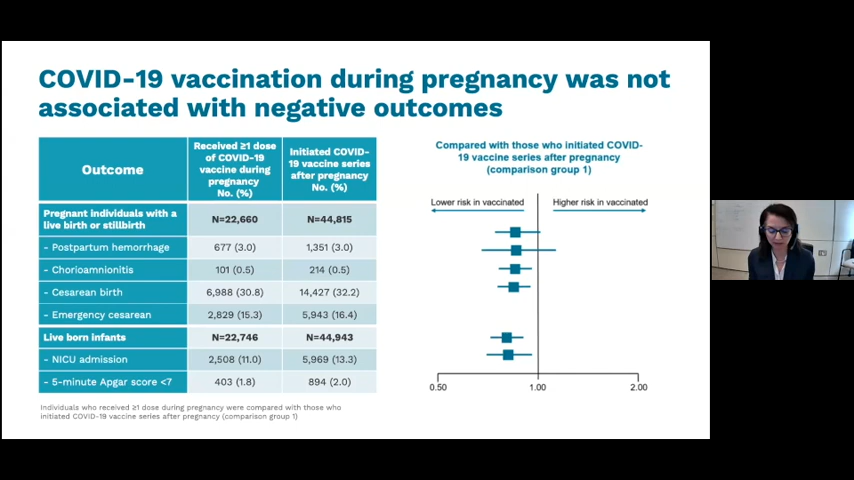 COVID-19 vaccination during pregnancy was not
associated with negative outcomes
Outcome
Received ≥1 dose
of COVID-19
vaccine during
pregnancy
No. (%)
Initiated COVID-
19 vaccine series
after pregnancy
No. (%)
Pregnant individuals with a
live birth or stillbirth
N=22,660
N=44,815
- Postpartum hemorrhage
677 (3.0)
1,351 (3.0)
- Chorioamnionitis
101 (0.5)
214 (0.5)
- Cesarean birth
6,988 (30.8)
14,427 (32.2)
- Emergency cesarean
2,829 (15.3)
5,943 (16.4)
Live born infants
N=22,746
N=44,943
- NICU admission
2,508 (11.0)
5,969 (13.3)
- 5-minute Apgar score <7
403 (1.8)
894 (2.0)
Individuals who received ≥1 dose during pregnancy were compared with those who
initiated COVID-19 vaccine series after pregnancy (comparison group 1)
Compared with those who initiated COVID-
19 vaccine series after pregnancy
(comparison group 1)
Lower risk in vaccinated
Higher risk in vaccinated
0.50
1.00
2.00